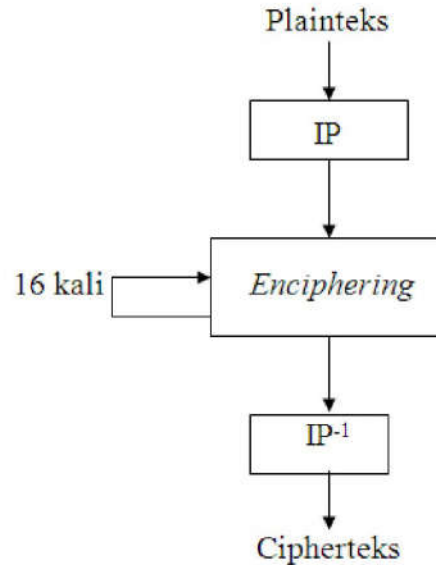 Plainteks
IP
16 kali
Enciphering
IP-1
Cipherteks